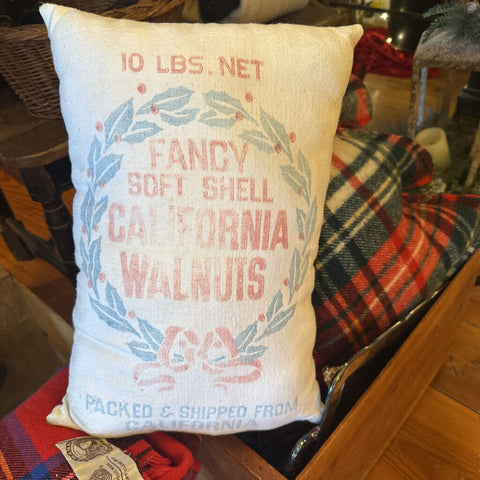 10 LBS. NET
FANCY
SOFT SHELL
CALIFORNIA
WALNUTS
PACKED & SHIPPED FROM
CALIFORNIA